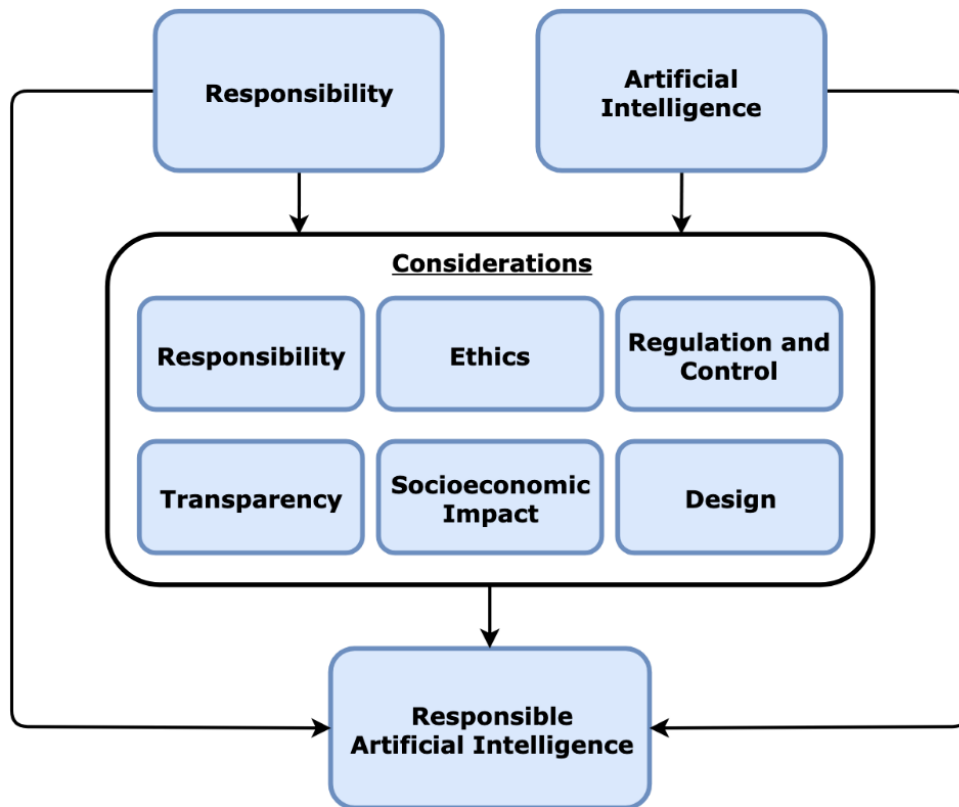 Responsibility
Artificial
Intelligence
Considerations
Responsibility
Ethics
Regulation and
Control
Transparency
Socioeconomic
Impact
Design
Responsible
Artificial Intelligence